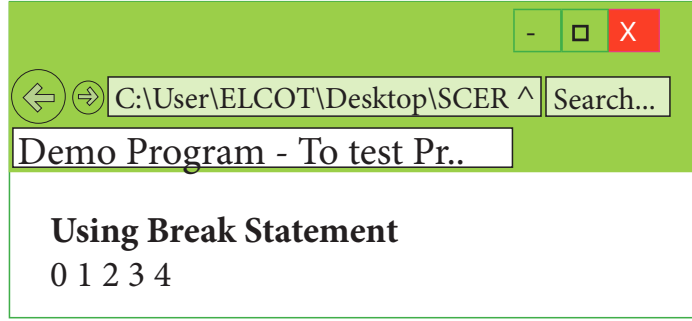 - X
C:\User\ELCOT\Desktop\SCER ^ Search...
Demo Program - To test Pr..
Using Break Statement
0 1 2 3 4